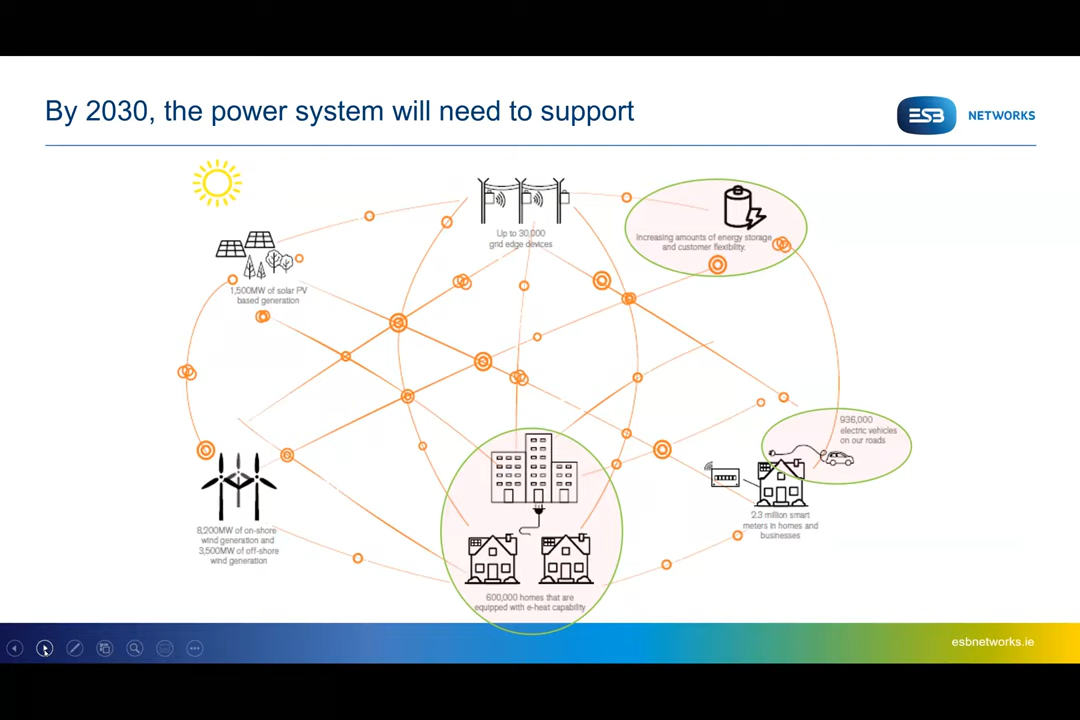 By 2030, the power system will need to support
ESB NETWORKS
Up to 30,000
grid edge devices
Increasing amounts of energy storage
and customer flexibility.
1,500MW of solar PV
based generation
936,000
electric vehicles
on our roads
8,200MW of on-shore
wind generation and
3,500MW of off-shore
wind generation
2.3 million smart
meters in homes and
businesses
600,000 homes that are
equipped with e-heat capability
esbnetworks.ie